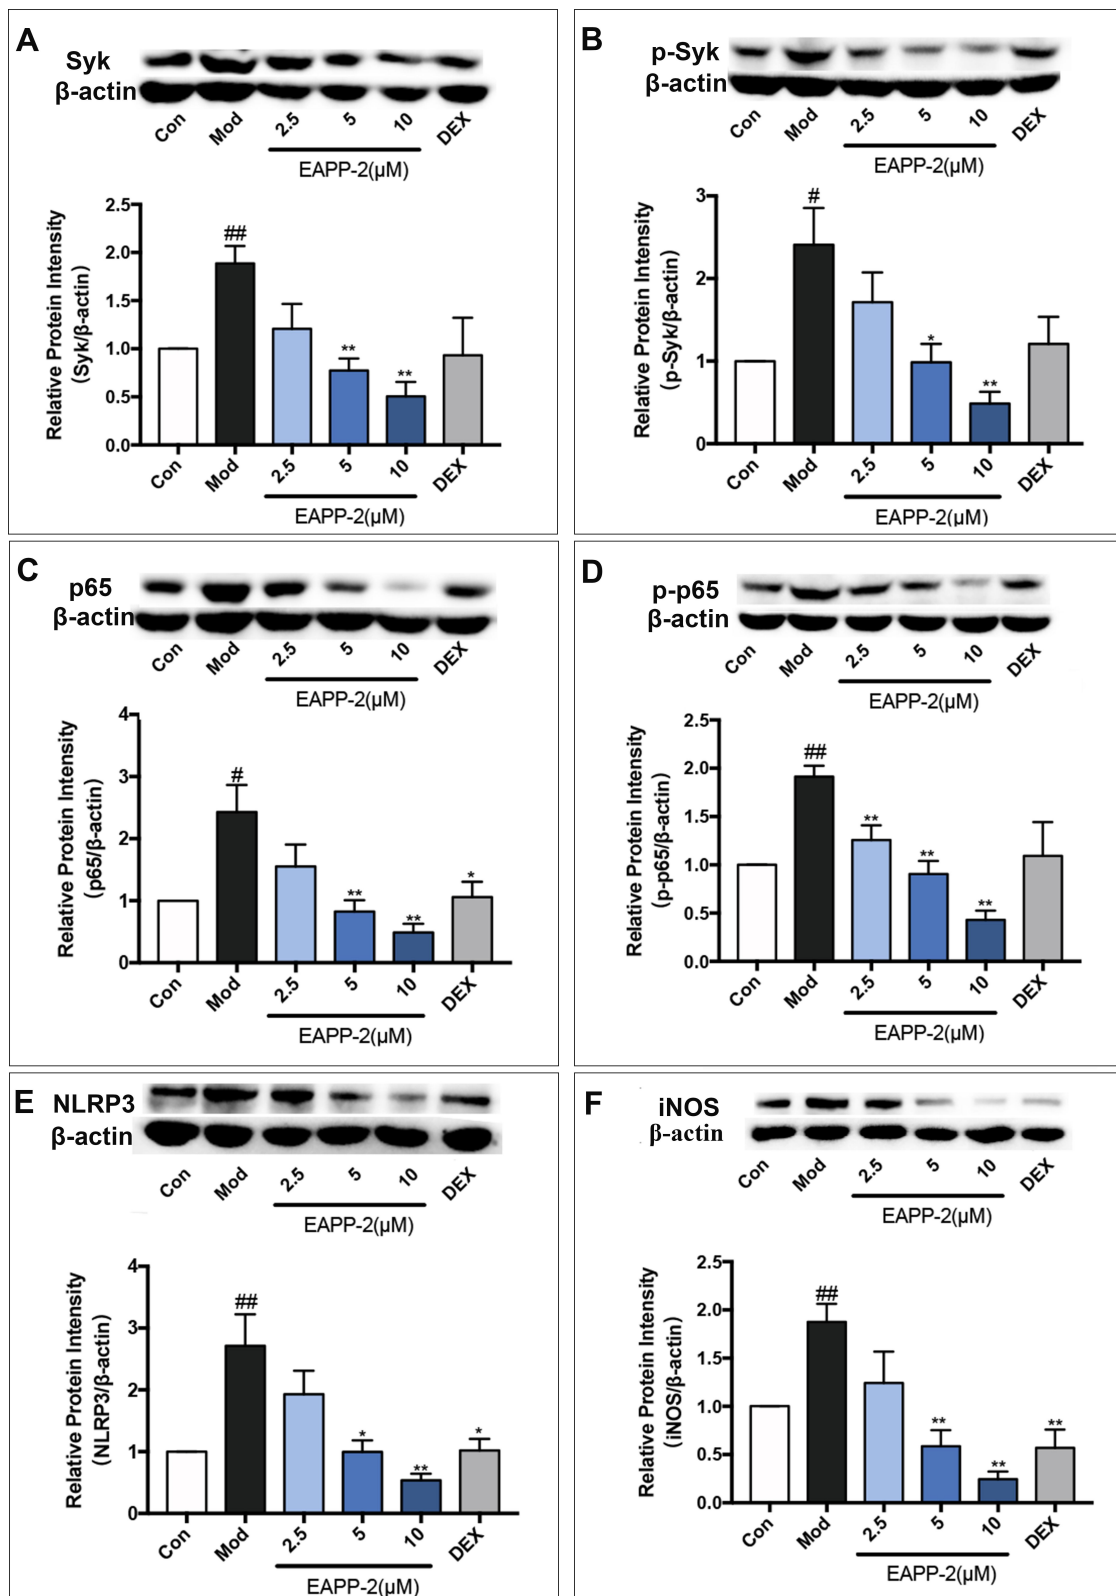 A
Syk
β-actin
Con Mod 2.5 5 10 DEX
EAPP-2(μM)
Relative Protein Intensity
(Syk/β-actin)
2.5
2.0
1.5
1.0
0.5
0.0
##
**
**
Con Mod 2.5 5 10 DEX
EAPP-2(μM)
B
p-Syk
β-actin
Con Mod 2.5 5 10 DEX
EAPP-2(μM)
Relative Protein Intensity
(p-Syk/β-actin)
3
2
1
0
#
*
**
Con Mod 2.5 5 10 DEX
EAPP-2(μM)
C
p65
β-actin
Con Mod 2.5 5 10 DEX
EAPP-2(μM)
Relative Protein Intensity
(p65/β-actin)
4
3
2
1
0
#
**
**
*
Con Mod 2.5 5 10 DEX
EAPP-2(μM)
D
p-p65
β-actin
Con Mod 2.5 5 10 DEX
EAPP-2(μM)
Relative Protein Intensity
(p-p65/β-actin)
2.5
2.0
1.5
1.0
0.5
0.0
##
**
**
**
Con Mod 2.5 5 10 DEX
EAPP-2(μM)
E
NLRP3
β-actin
Con Mod 2.5 5 10 DEX
EAPP-2(μM)
Relative Protein Intensity
(NLRP3/β-actin)
4
3
2
1
0
##
*
**
*
Con Mod 2.5 5 10 DEX
EAPP-2(μM)
F
iNOS
β-actin
Con Mod 2.5 5 10 DEX
EAPP-2(μM)
Relative Protein Intensity
(iNOS/β-actin)
2.5
2.0
1.5
1.0
0.5
0.0
##
**
**
**
Con Mod 2.5 5 10 DEX
EAPP-2(μM)